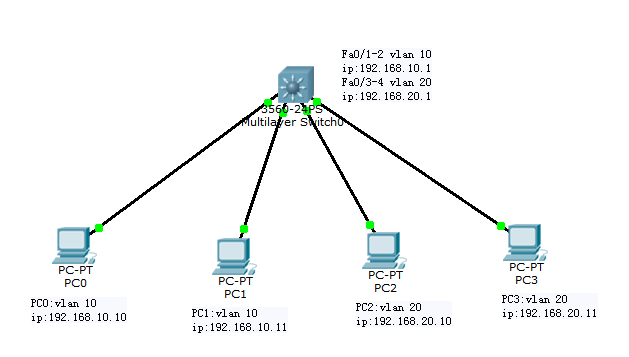 Fa0/1-2 vlan 10
ip:192.168.10.1
Fa0/3-4 vlan 20
ip:192.168.20.1
3560-24PS
Multilayer Switch0
PC-PT
PC0
PC0:vlan 10
ip:192.168.10.10
PC-PT
PC1
PC1:vlan 10
ip:192.168.10.11
PC-PT
PC2
PC2:vlan 20
ip:192.168.20.10
PC-PT
PC3
PC3:vlan 20
ip:192.168.20.11